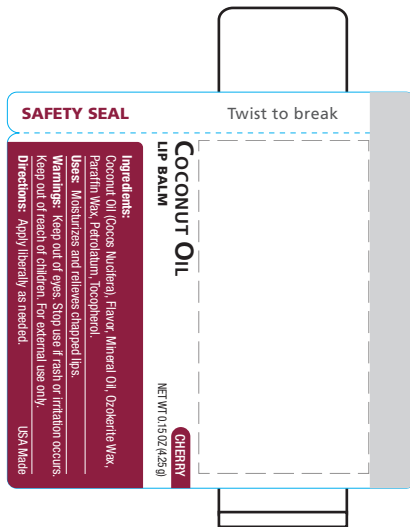 SAFETY SEAL
Twist to break
COCONUT OIL
LIP BALM
CHERRY
NET WT 0.15 OZ (4.25 g)
Ingredients:
Coconut Oil (Cocos Nucifera), Flavor, Mineral Oil, Ozokerite Wax,
Paraffin Wax, Petrolatum, Tocopherol.
Uses: Moisturizes and relieves chapped lips.
Warnings: Keep out of eyes. Stop use if rash or irritation occurs.
Keep out of reach of children. For external use only.
Directions: Apply liberally as needed.
USA Made